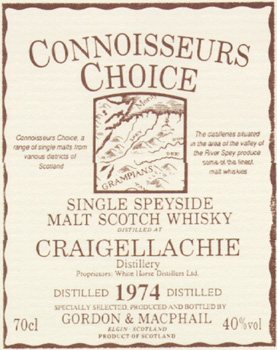 CONNOISSEURS
CHOICE
Connoisseurs Choice, a
range of single malts from
various districts of
Scotland
The distilleries situated
in the area of the valley of
the River Spey produce
some of the finest
malt whiskies
GRAMPIANS
SINGLE SPEYSIDE
MALT SCOTCH WHISKY
DISTILLED AT
CRAIGELLACHIE
Distillery
Proprietors: White Horse Distillers Ltd.
DISTILLED 1974 DISTILLED
SPECIALLY SELECTED, PRODUCED AND BOTTLED BY
70cl GORDON & MACPHAIL 40%vol
ELGIN · SCOTLAND
PRODUCT OF SCOTLAND